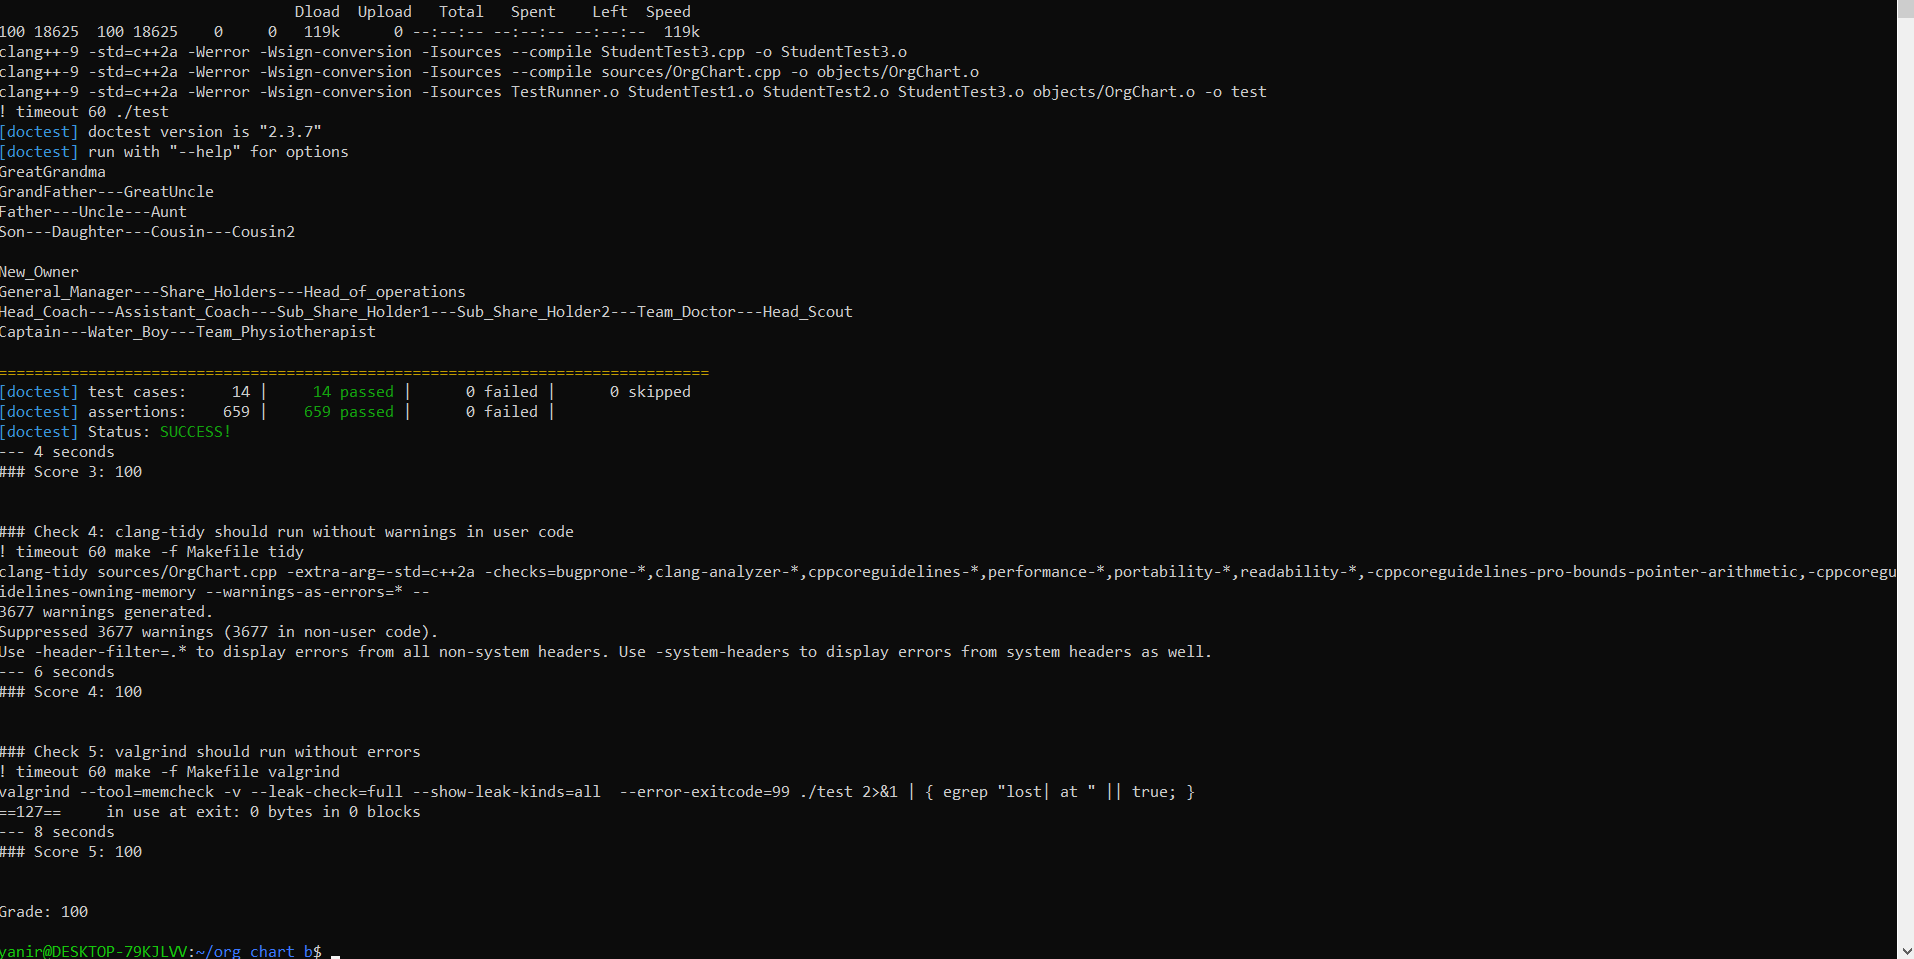 Dload  Upload   Total   Spent    Left  Speed
100 18625  100 18625    0     0   119k      0 --:--:-- --:--:-- --:--:--  119k
clang++-9 -std=c++2a -Werror -Wsign-conversion -Isources --compile StudentTest3.cpp -o StudentTest3.o
clang++-9 -std=c++2a -Werror -Wsign-conversion -Isources --compile sources/OrgChart.cpp -o objects/OrgChart.o
clang++-9 -std=c++2a -Werror -Wsign-conversion -Isources TestRunner.o StudentTest1.o StudentTest2.o StudentTest3.o objects/OrgChart.o -o test
! timeout 60 ./test
[doctest] doctest version is "2.3.7"
[doctest] run with "--help" for options
GreatGrandma
GrandFather---GreatUncle
Father---Uncle---Aunt
Son---Daughter---Cousin---Cousin2
New_Owner
General_Manager---Share_Holders---Head_of_operations
Head_Coach---Assistant_Coach---Sub_Share_Holder1---Sub_Share_Holder2---Team_Doctor---Head_Scout
Captain---Water_Boy---Team_Physiotherapist
===============================================================================
[doctest] test cases:     14 |     14 passed |      0 failed |      0 skipped
[doctest] assertions:    659 |    659 passed |      0 failed |
[doctest] Status: SUCCESS!
--- 4 seconds
### Score 3: 100
### Check 4: clang-tidy should run without warnings in user code
! timeout 60 make -f Makefile tidy
clang-tidy sources/OrgChart.cpp -extra-arg=-std=c++2a -checks=bugprone-*,clang-analyzer-*,cppcoreguidelines-*,performance-*,portability-*,readability-*,-cppcoreguidelines-pro-bounds-pointer-arithmetic,-cppcoregu
idelines-owning-memory --warnings-as-errors=* --
3677 warnings generated.
Suppressed 3677 warnings (3677 in non-user code).
Use -header-filter=.* to display errors from all non-system headers. Use -system-headers to display errors from system headers as well.
--- 6 seconds
### Score 4: 100
### Check 5: valgrind should run without errors
! timeout 60 make -f Makefile valgrind
valgrind --tool=memcheck -v --leak-check=full --show-leak-kinds=all  --error-exitcode=99 ./test 2>&1 | { egrep "lost| at " || true; }
==127==     in use at exit: 0 bytes in 0 blocks
--- 8 seconds
### Score 5: 100
Grade: 100
yanir@DESKTOP-79KJLVV:~/org_chart_b$